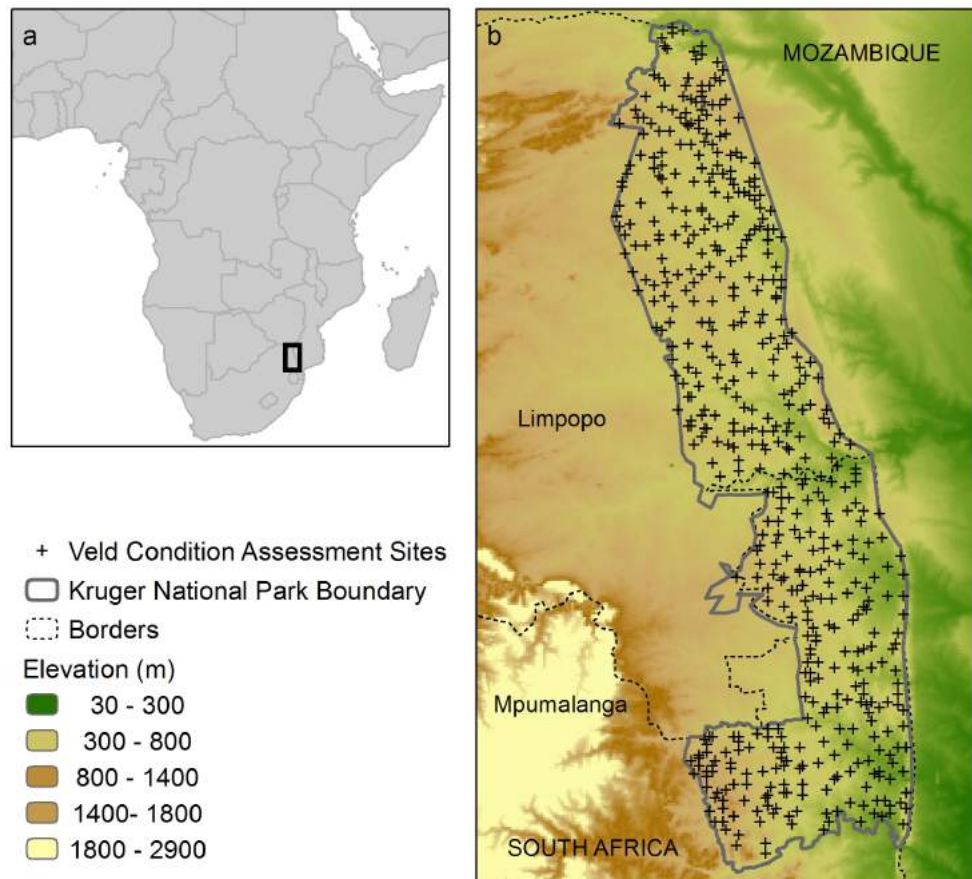 a
b
MOZAMBIQUE
Limpopo
Mpumalanga
SOUTH AFRICA
Veld Condition Assessment Sites
Kruger National Park Boundary
Borders
Elevation (m)
30 - 300
300 - 800
800 - 1400
1400- 1800
1800 - 2900